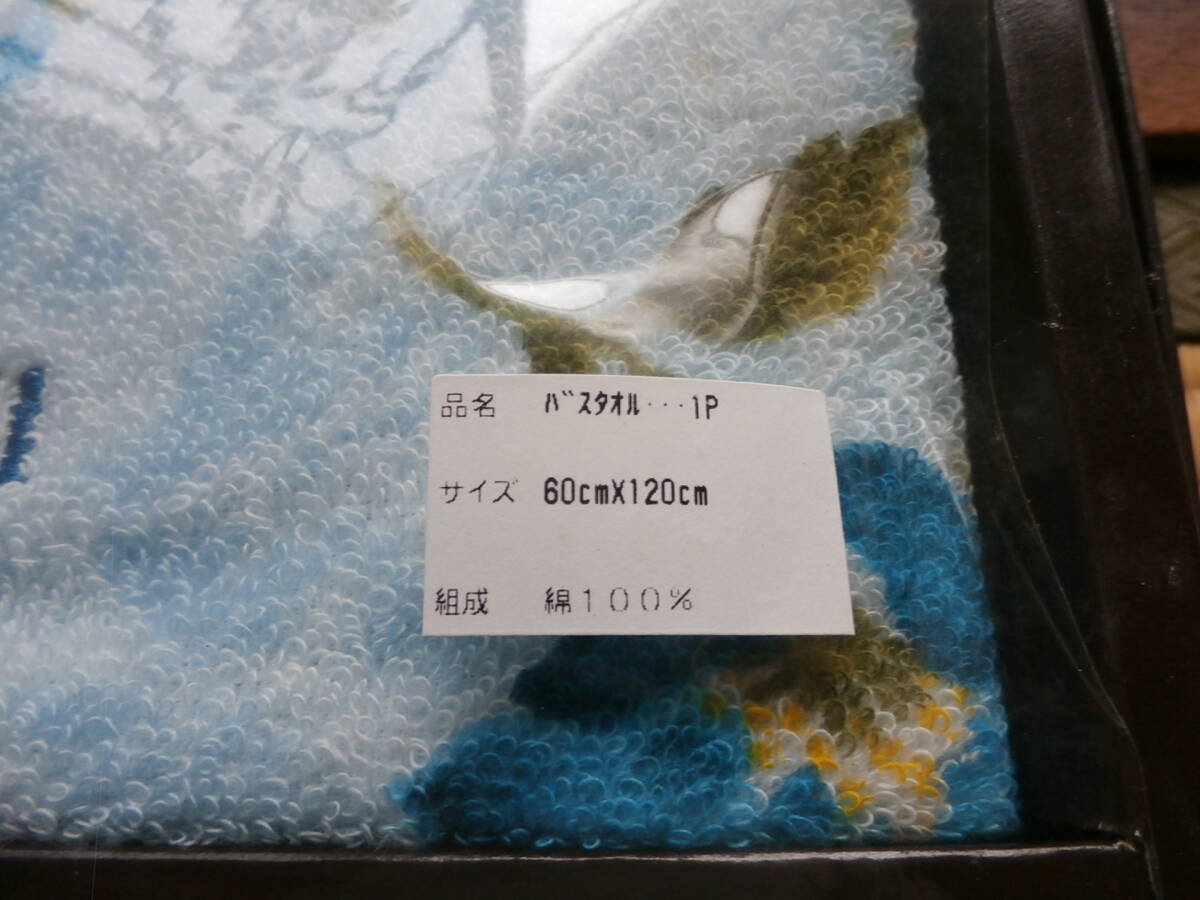 品名 ﾊﾞｽﾀｵﾙ･･･1P
サイズ 60cmX120cm
組成 綿１００％